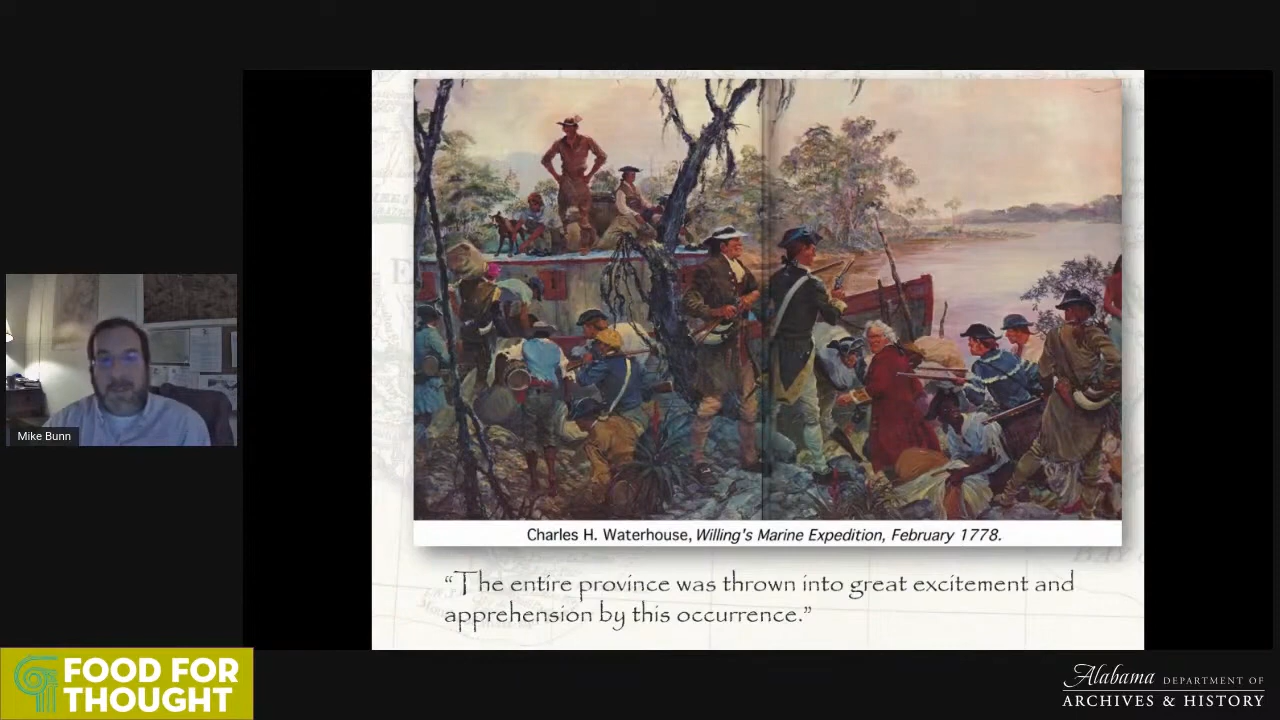 Charles H. Waterhouse, Willing's Marine Expedition, February 1778.
“The entire province was thrown into great excitement and
apprehension by this occurrence.”
Mike Bunn
FOOD FOR
THOUGHT
Alabama DEPARTMENT OF
ARCHIVES & HISTORY